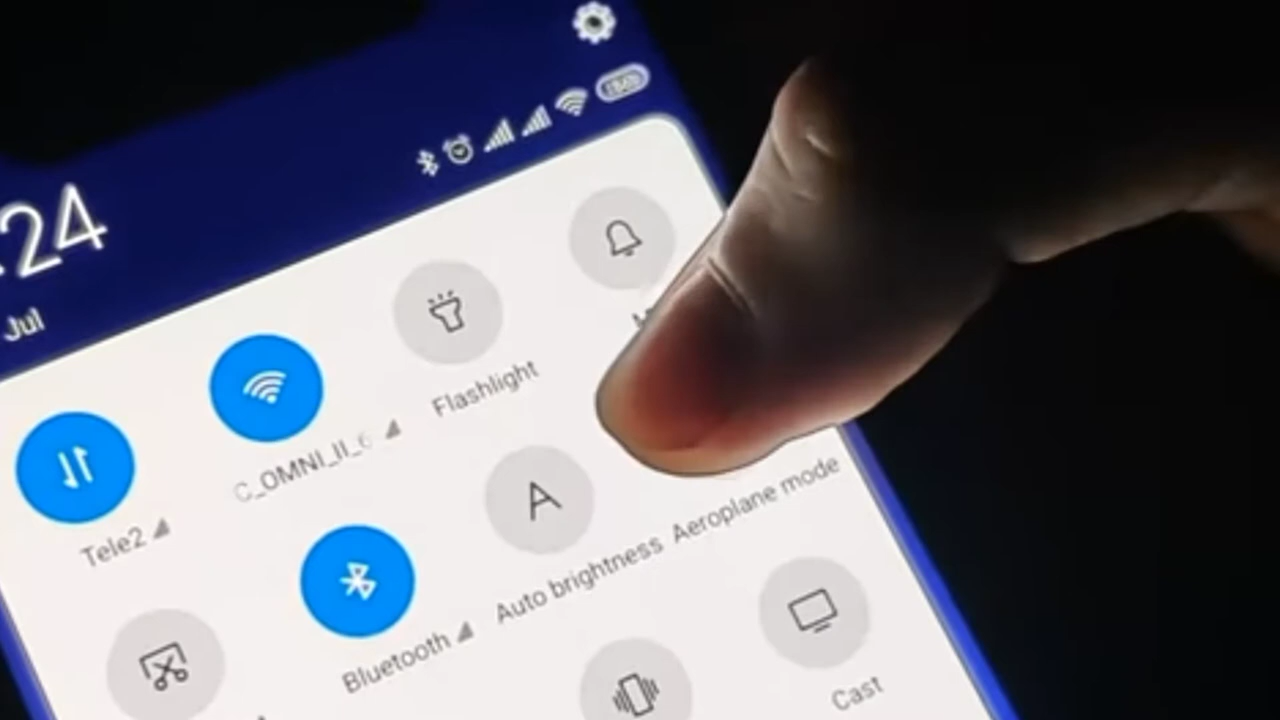 :24
Jul
Tele2
C_OMNI_II_6
Flashlight
M
Bluetooth
Auto brightness
Aeroplane mode
Cast